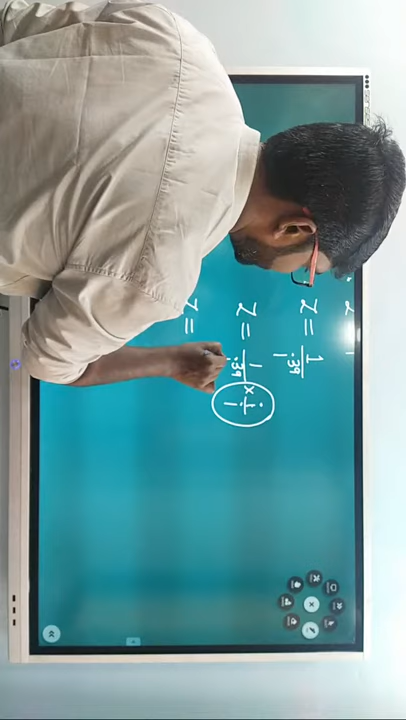 Z = 1/i³⁹
Z = 1/i³⁹ × i/i
Z =